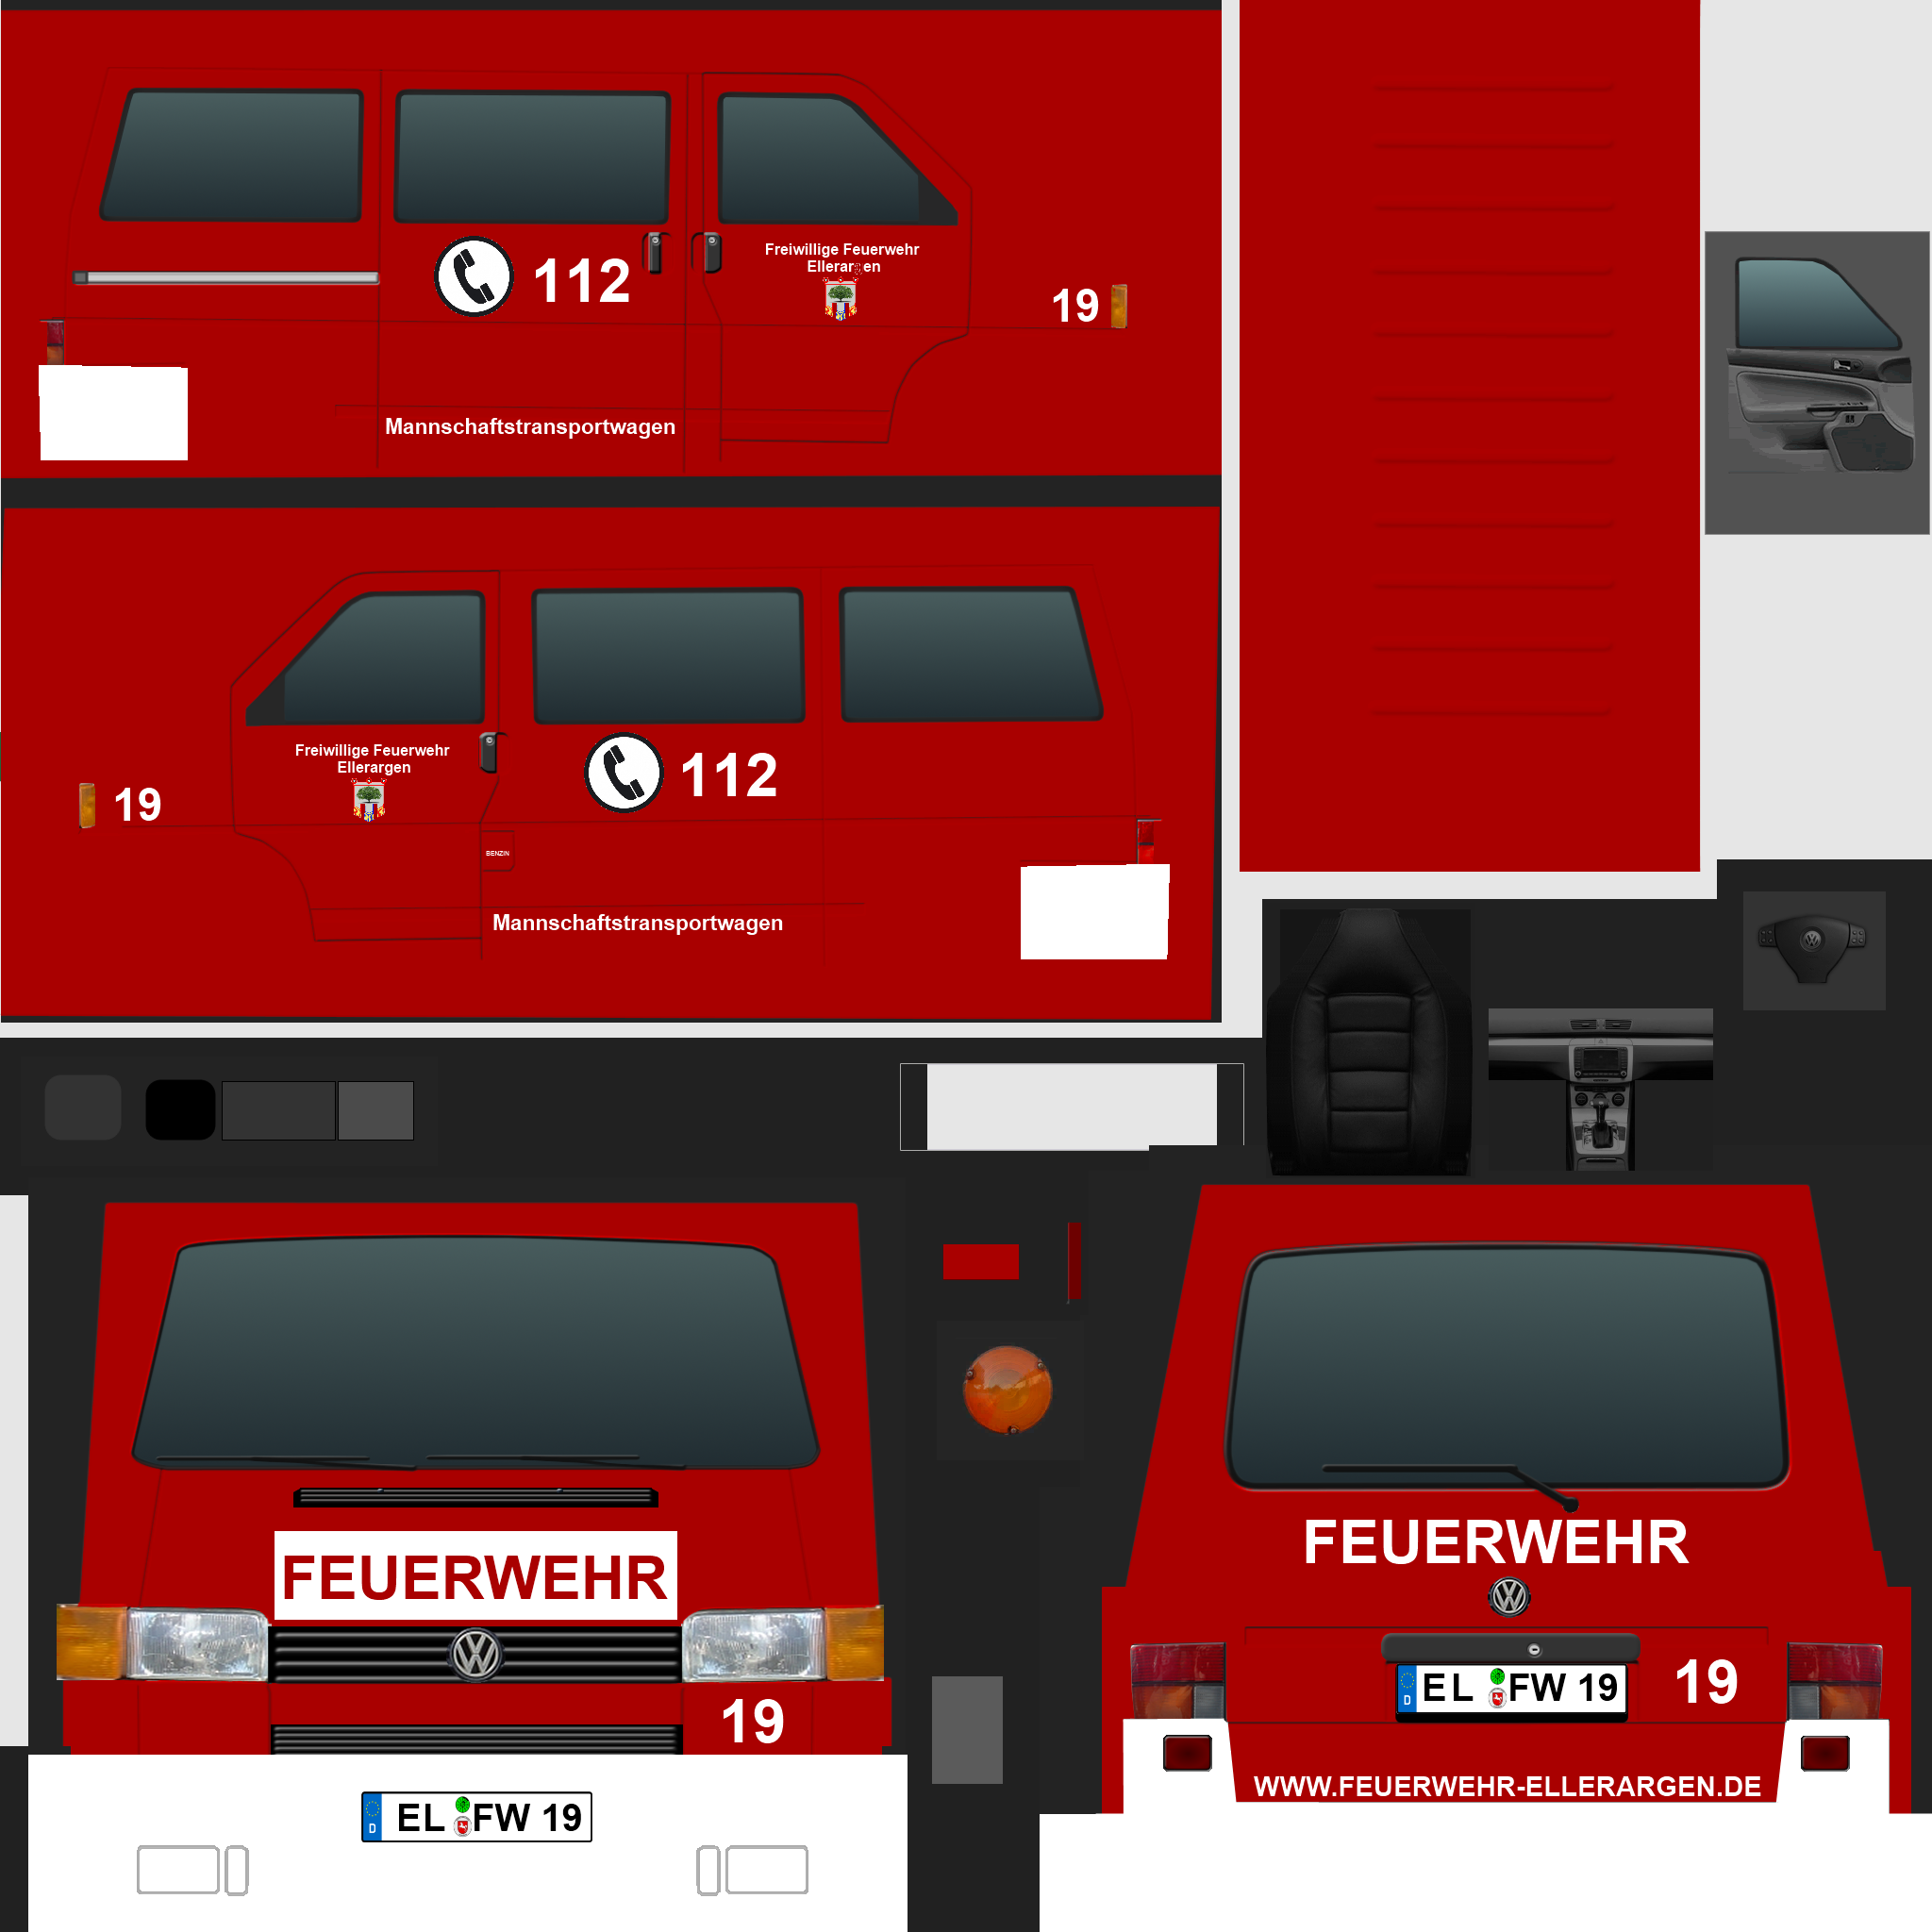 Freiwillige Feuerwehr
Ellerargen
112
19
Mannschaftstransportwagen
Freiwillige Feuerwehr
Ellerargen
112
19
BENZIN
Mannschaftstransportwagen
FEUERWEHR
19
D EL FW 19
FEUERWEHR
D EL FW 19
19
WWW.FEUERWEHR-ELLERARGEN.DE